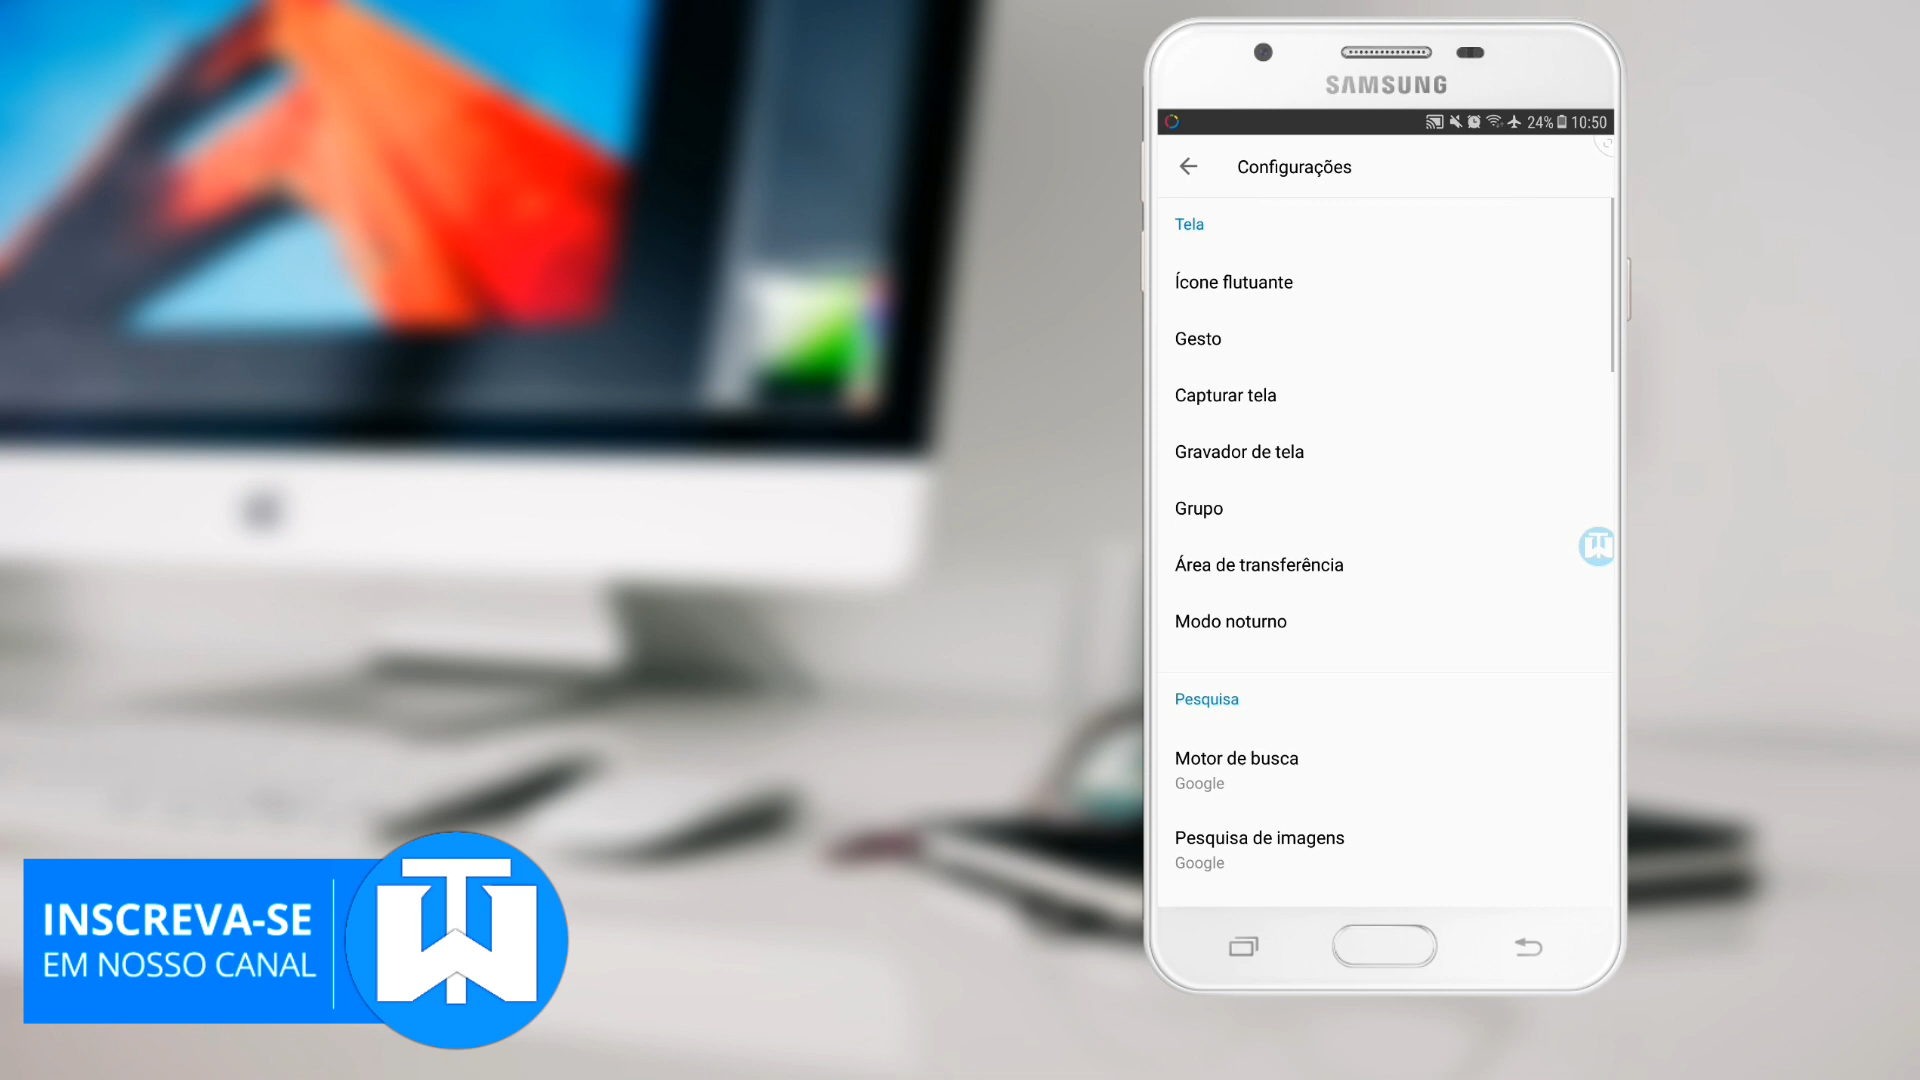 SAMSUNG
24% 10:50
Configurações
Tela
Ícone flutuante
Gesto
Capturar tela
Gravador de tela
Grupo
Área de transferência
Modo noturno
Pesquisa
Motor de busca
Google
Pesquisa de imagens
Google
INSCREVA-SE
EM NOSSO CANAL